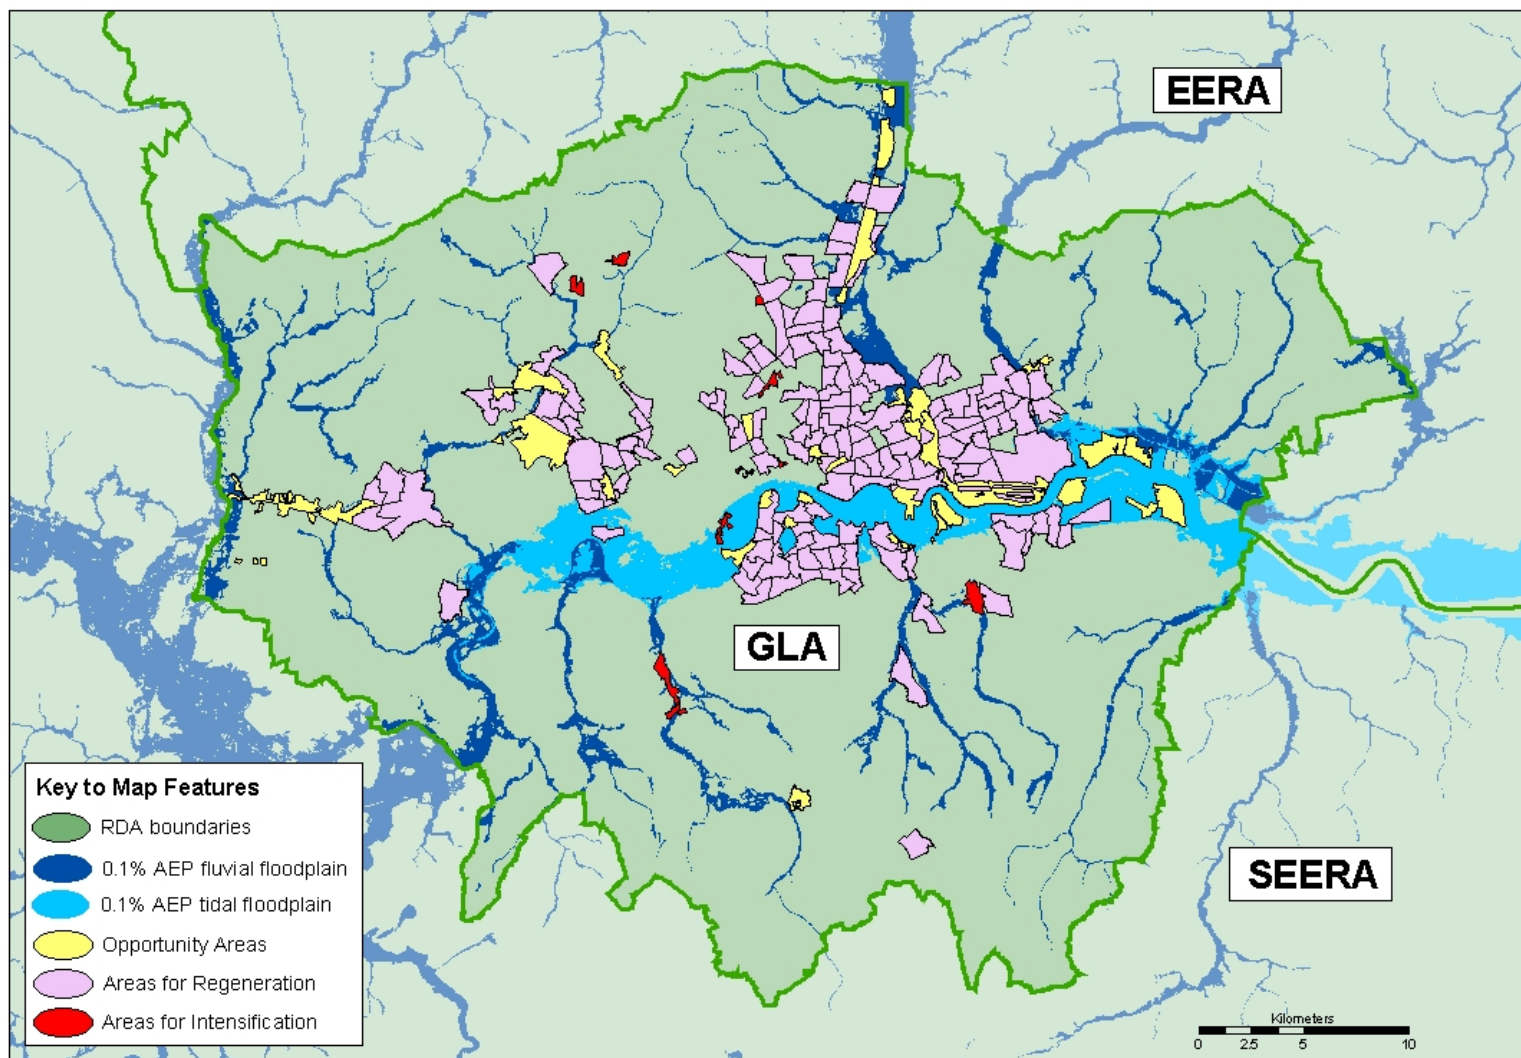 EERA
GLA
SEERA
Key to Map Features
RDA boundaries
0.1% AEP fluvial floodplain
0.1% AEP tidal floodplain
Opportunity Areas
Areas for Regeneration
Areas for Intensification
Kilometers
0 2.5 5 10